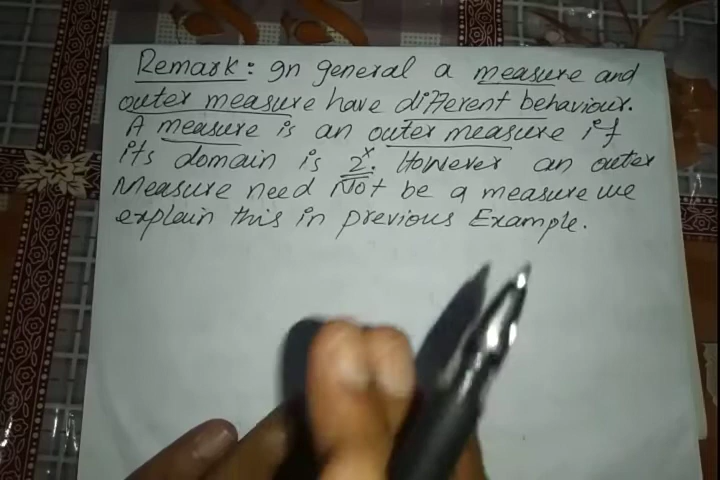 Remark: In general a measure and
outer measure have different behaviour.
A measure is an outer measure if
its domain is 2ˣ. However an outer
Measure need Not be a measure we
explain this in previous Example.